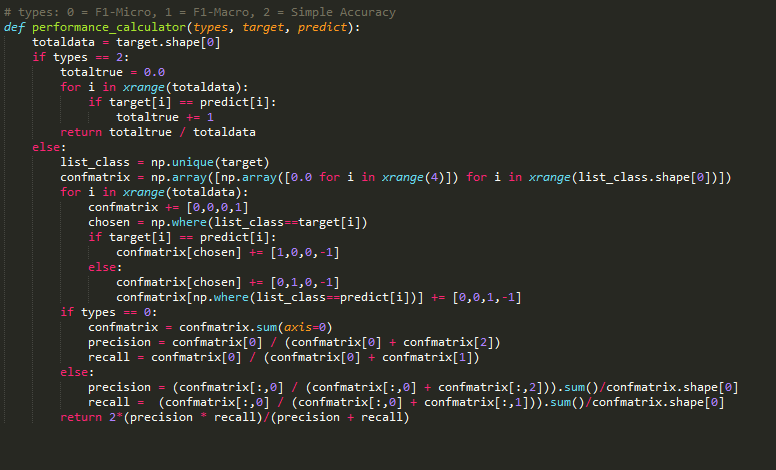 # types: 0 = F1-Micro, 1 = F1-Macro, 2 = Simple Accuracy
def performance_calculator(types, target, predict):
    totaldata = target.shape[0]
    if types == 2:
        totaltrue = 0.0
        for i in xrange(totaldata):
            if target[i] == predict[i]:
                totaltrue += 1
        return totaltrue / totaldata
    else:
        list_class = np.unique(target)
        confmatrix = np.array([np.array([0.0 for i in xrange(4)]) for i in xrange(list_class.shape[0])])
        for i in xrange(totaldata):
            confmatrix += [0,0,0,1]
            chosen = np.where(list_class==target[i])
            if target[i] == predict[i]:
                confmatrix[chosen] += [1,0,0,-1]
            else:
                confmatrix[chosen] += [0,1,0,-1]
                confmatrix[np.where(list_class==predict[i])] += [0,0,1,-1]
        if types == 0:
            confmatrix = confmatrix.sum(axis=0)
            precision = confmatrix[0] / (confmatrix[0] + confmatrix[2])
            recall = confmatrix[0] / (confmatrix[0] + confmatrix[1])
        else:
            precision = (confmatrix[:,0] / (confmatrix[:,0] + confmatrix[:,2])).sum()/confmatrix.shape[0]
            recall =  (confmatrix[:,0] / (confmatrix[:,0] + confmatrix[:,1])).sum()/confmatrix.shape[0]
        return 2*(precision * recall)/(precision + recall)